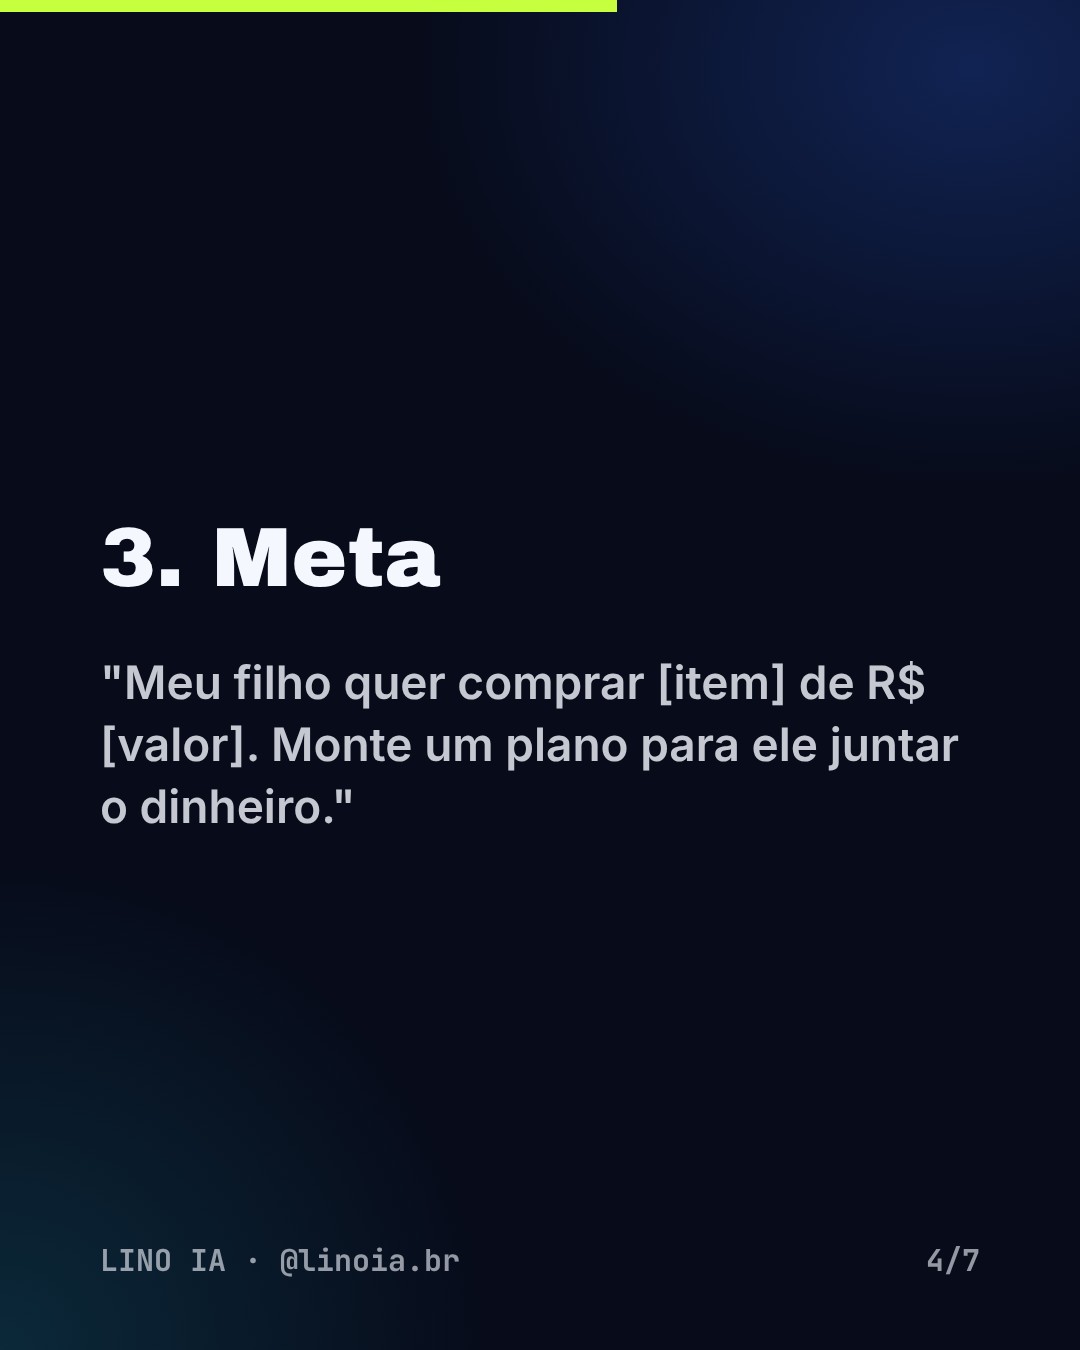 3. Meta
"Meu filho quer comprar [item] de R$
[valor]. Monte um plano para ele juntar
o dinheiro."
LINO IA · @linoia.br
4/7